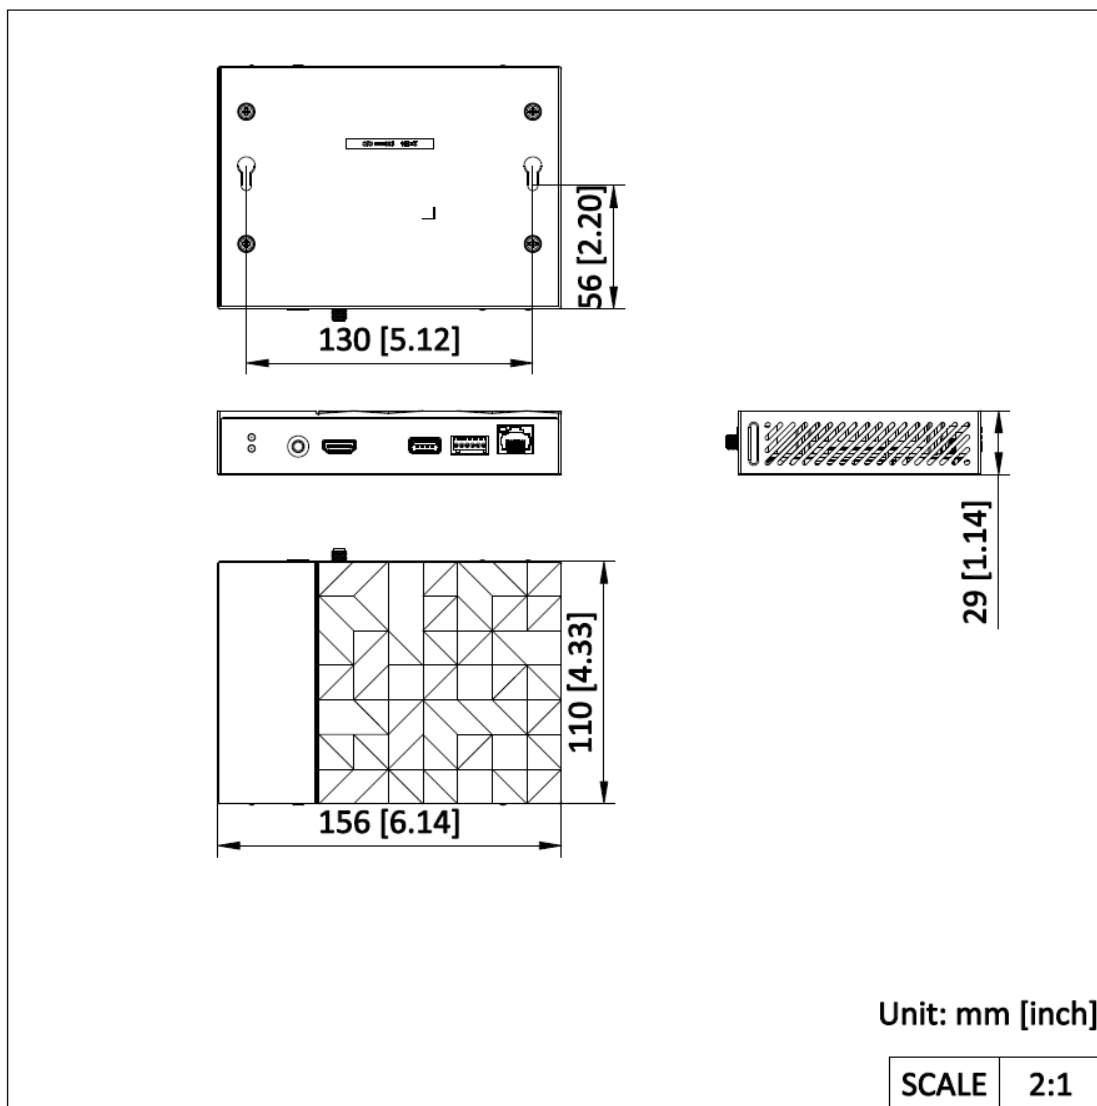 56 [2.20]
130 [5.12]
29 [1.14]
110 [4.33]
156 [6.14]
Unit: mm [inch]
SCALE 2:1